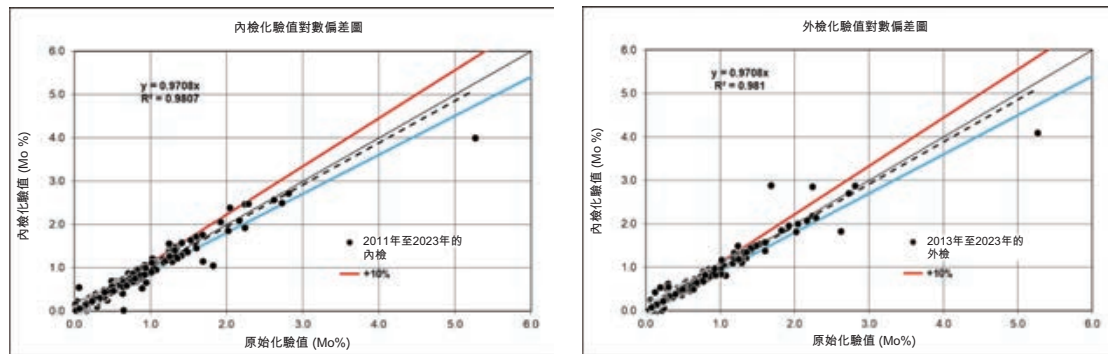 內檢化驗值對數偏差圖
6.0
5.0
4.0
3.0
2.0
1.0
0.0
內檢化驗值 (Mo %)
y = 0.9708x
R² = 0.9807
2011年至2023年的
內檢
+10%
0.0 1.0 2.0 3.0 4.0 5.0 6.0
原始化驗值 (Mo%)
外檢化驗值對數偏差圖
6.0
5.0
4.0
3.0
2.0
1.0
0.0
內檢化驗值 (Mo %)
y = 0.9708x
R² = 0.981
2013年至2023年的
外檢
+10%
0.0 1.0 2.0 3.0 4.0 5.0 6.0
原始化驗值 (Mo%)